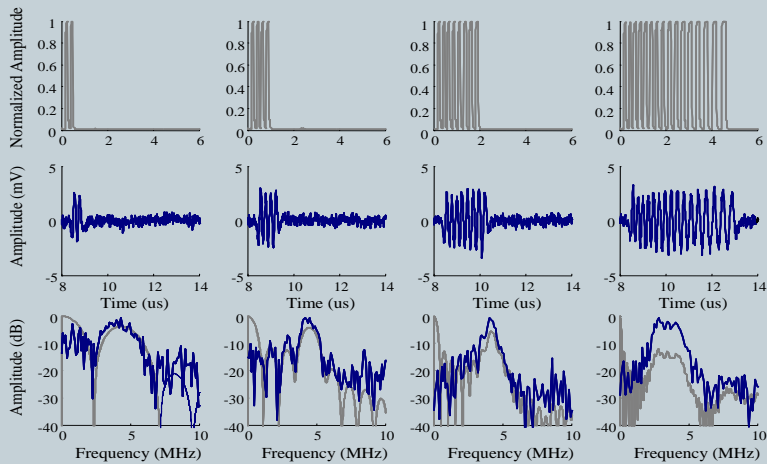 Normalized Amplitude
1 1 1 1
0.8 0.8 0.8 0.8
0.6 0.6 0.6 0.6
0.4 0.4 0.4 0.4
0.2 0.2 0.2 0.2
0 0 0 0
0 2 4 6 0 2 4 6 0 2 4 6 0 2 4 6
Amplitude (mV)
5 5 5 5
0 0 0 0
-5 -5 -5 -5
8 10 12 14 8 10 12 14 8 10 12 14 8 10 12 14
Time (us) Time (us) Time (us) Time (us)
Amplitude (dB)
0 0 0 0
-10 -10 -10 -10
-20 -20 -20 -20
-30 -30 -30 -30
-40 -40 -40 -40
0 5 10 0 5 10 0 5 10 0 5 10
Frequency (MHz) Frequency (MHz) Frequency (MHz) Frequency (MHz)